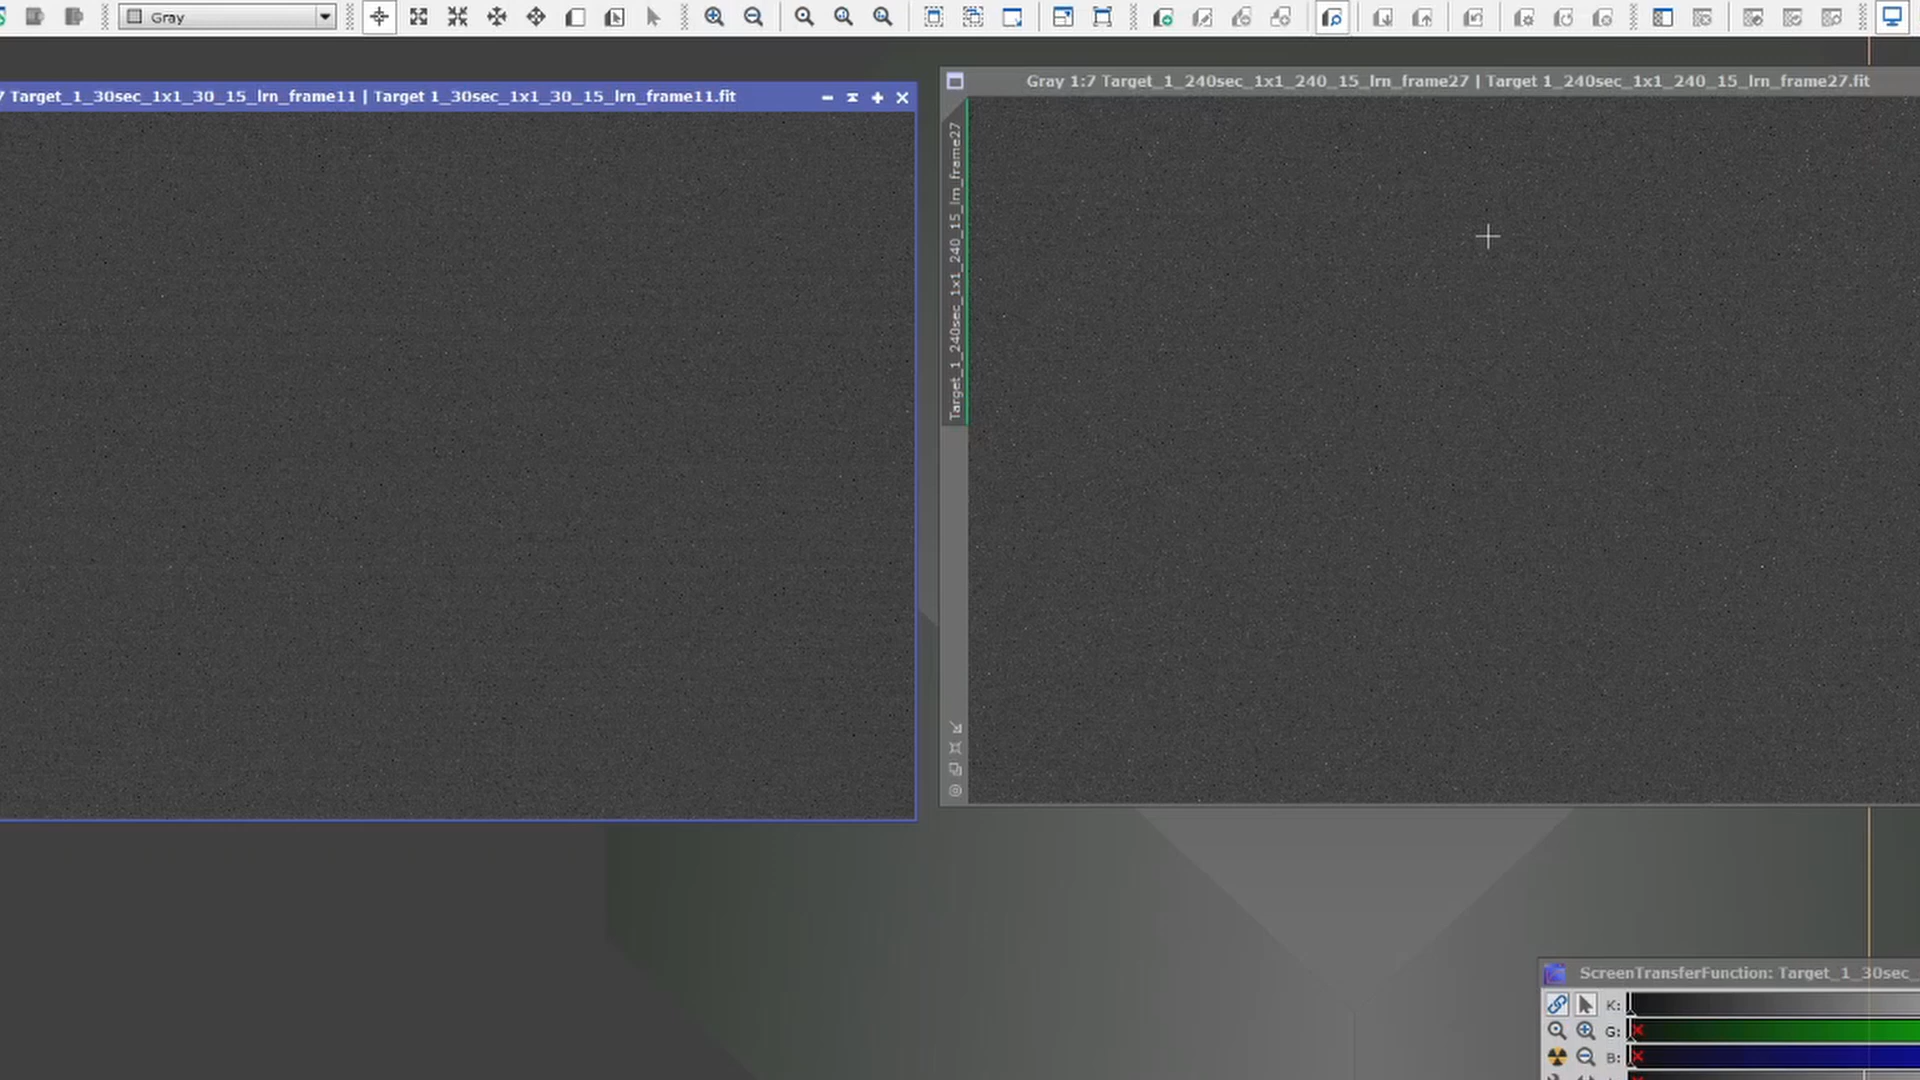 Gray
7 Target_1_30sec_1x1_30_15_lrn_frame11 | Target 1_30sec_1x1_30_15_lrn_frame11.fit
Gray 1:7 Target_1_240sec_1x1_240_15_lrn_frame27 | Target 1_240sec_1x1_240_15_lrn_frame27.fit
Target_1_240sec_1x1_240_15_lrn_frame27
ScreenTransferFunction: Target_1_30sec_
K:
G:
B: